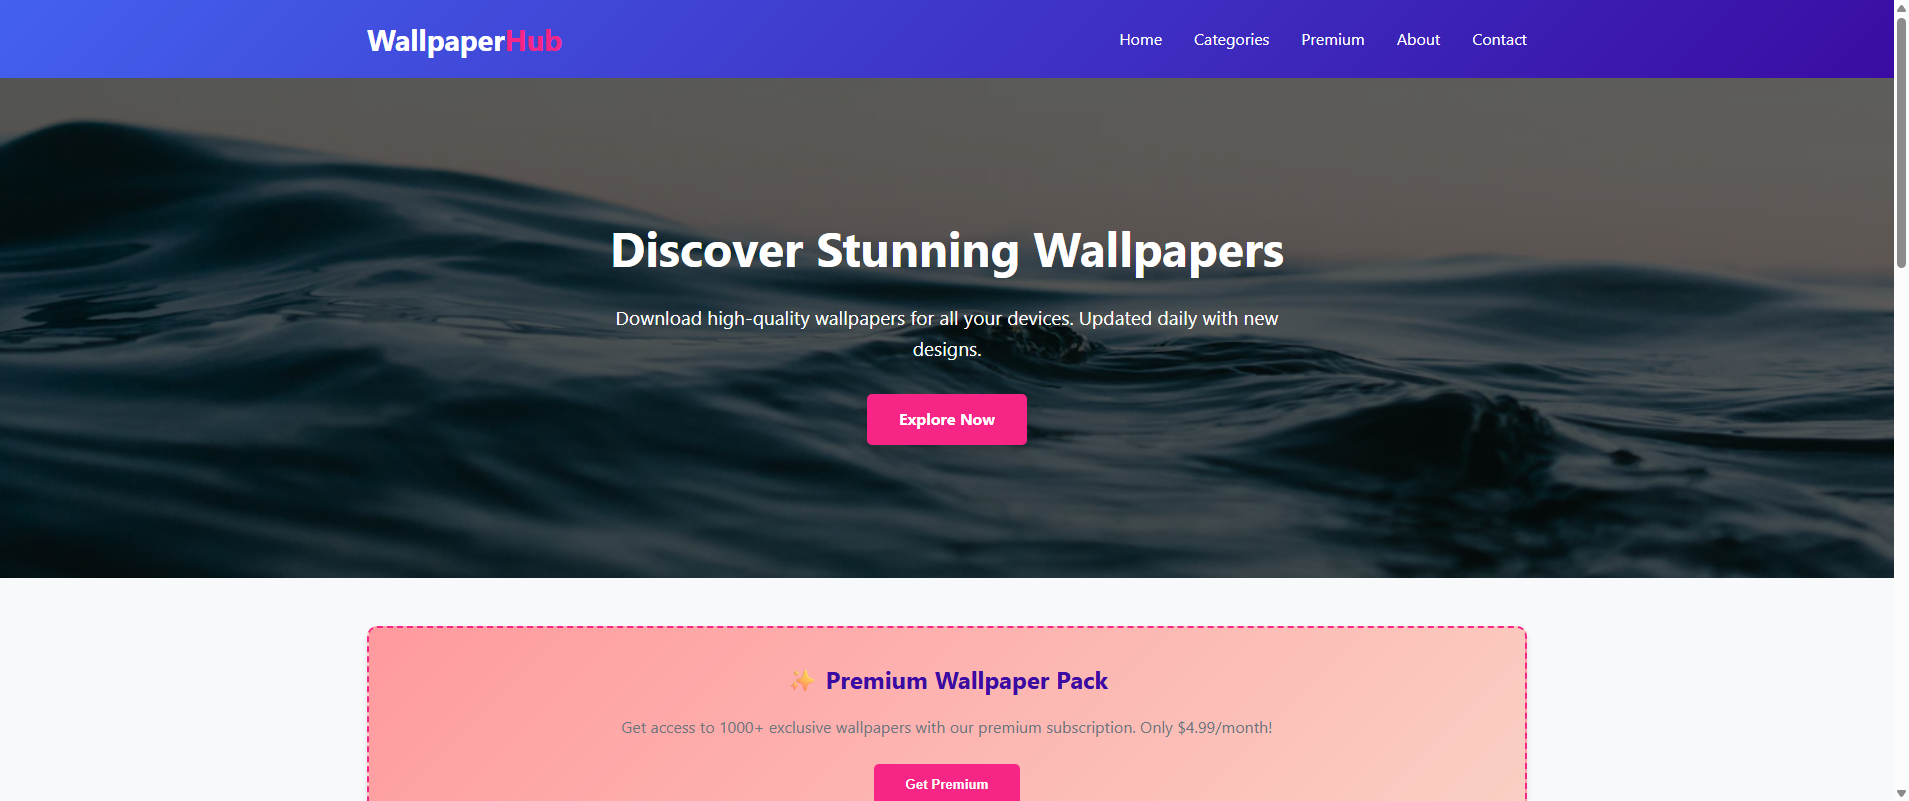 WallpaperHub
Home Categories Premium About Contact
Discover Stunning Wallpapers
Download high-quality wallpapers for all your devices. Updated daily with new
designs.
Explore Now
✨ Premium Wallpaper Pack
Get access to 1000+ exclusive wallpapers with our premium subscription. Only $4.99/month!
Get Premium